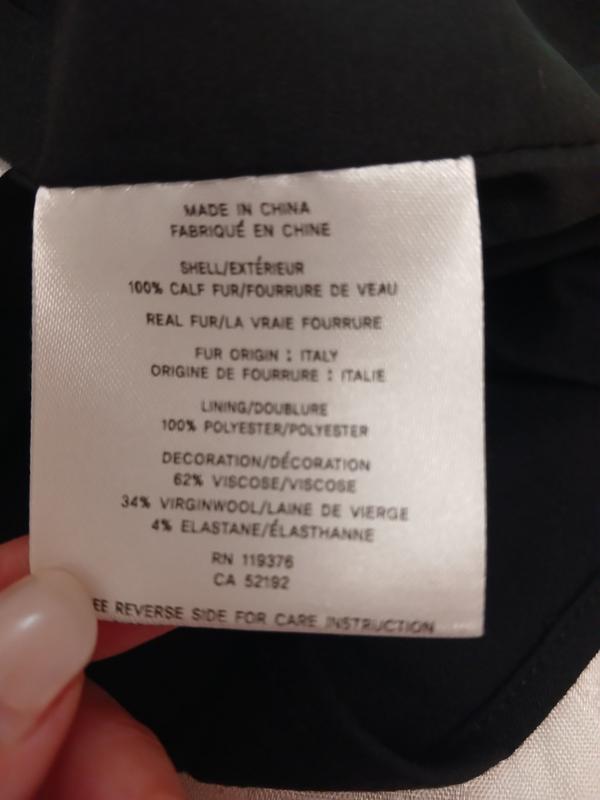 MADE IN CHINA
FABRIQUÉ EN CHINE
SHELL/EXTÉRIEUR
100% CALF FUR/FOURRURE DE VEAU
REAL FUR/LA VRAIE FOURRURE
FUR ORIGIN : ITALY
ORIGINE DE FOURRURE : ITALIE
LINING/DOUBLURE
100% POLYESTER/POLYESTER
DECORATION/DÉCORATION
62% VISCOSE/VISCOSE
34% VIRGINWOOL/LAINE DE VIERGE
4% ELASTANE/ÉLASTHANNE
RN 119376
CA 52192
EE REVERSE SIDE FOR CARE INSTRUCTION